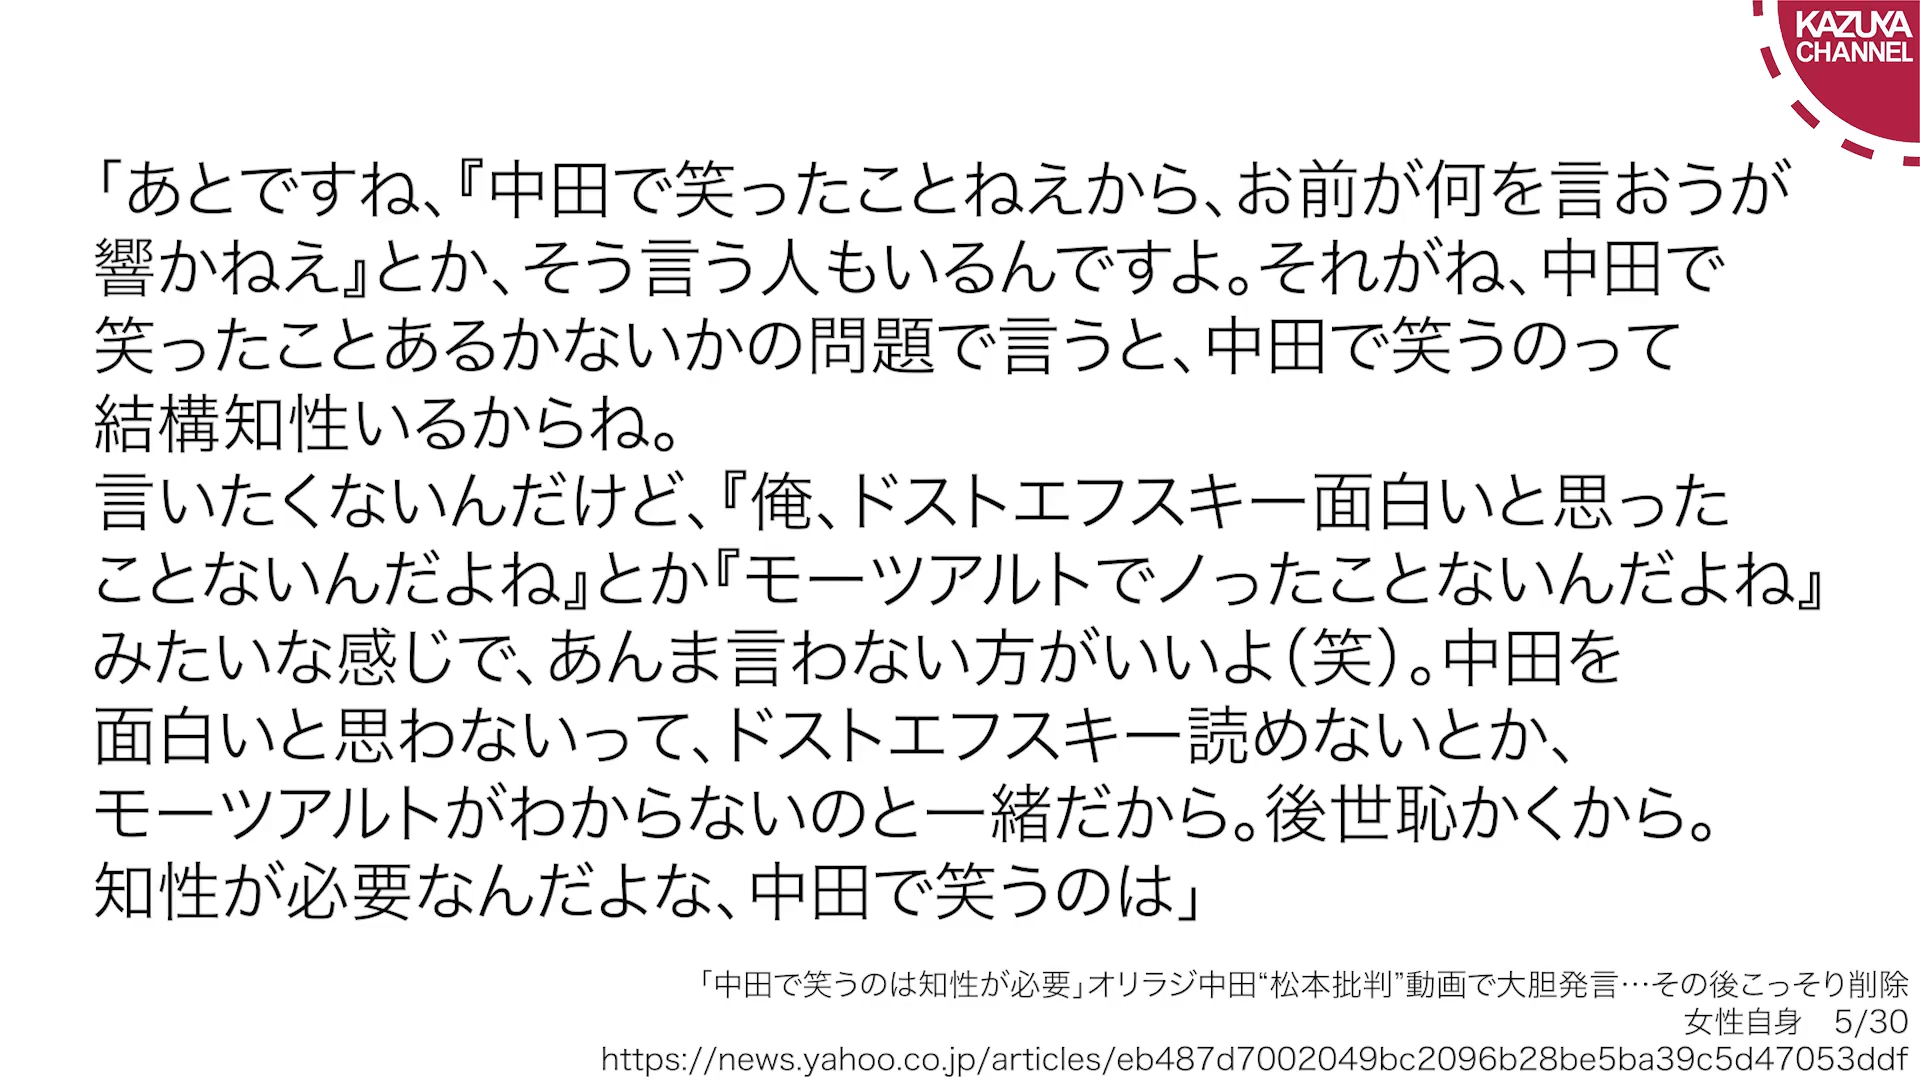 KAZUYA
CHANNEL
「あとですね、『中田で笑ったことねえから、お前が何を言おうが
響かねえ』とか、そう言う人もいるんですよ。それがね、中田で
笑ったことあるかないかの問題で言うと、中田で笑うのって
結構知性いるからね。
言いたくないんだけど、『俺、ドストエフスキー面白いと思った
ことないんだよね』とか『モーツアルトでノったことないんだよね』
みたいな感じで、あんま言わない方がいいよ（笑）。中田を
面白いと思わないって、ドストエフスキー読めないとか、
モーツアルトがわからないのと一緒だから。後世恥かくから。
知性が必要なんだよな、中田で笑うのは」
「中田で笑うのは知性が必要」オリラジ中田“松本批判”動画で大胆発言…その後こっそり削除
女性自身　5/30
https://news.yahoo.co.jp/articles/eb487d7002049bc2096b28be5ba39c5d47053ddf